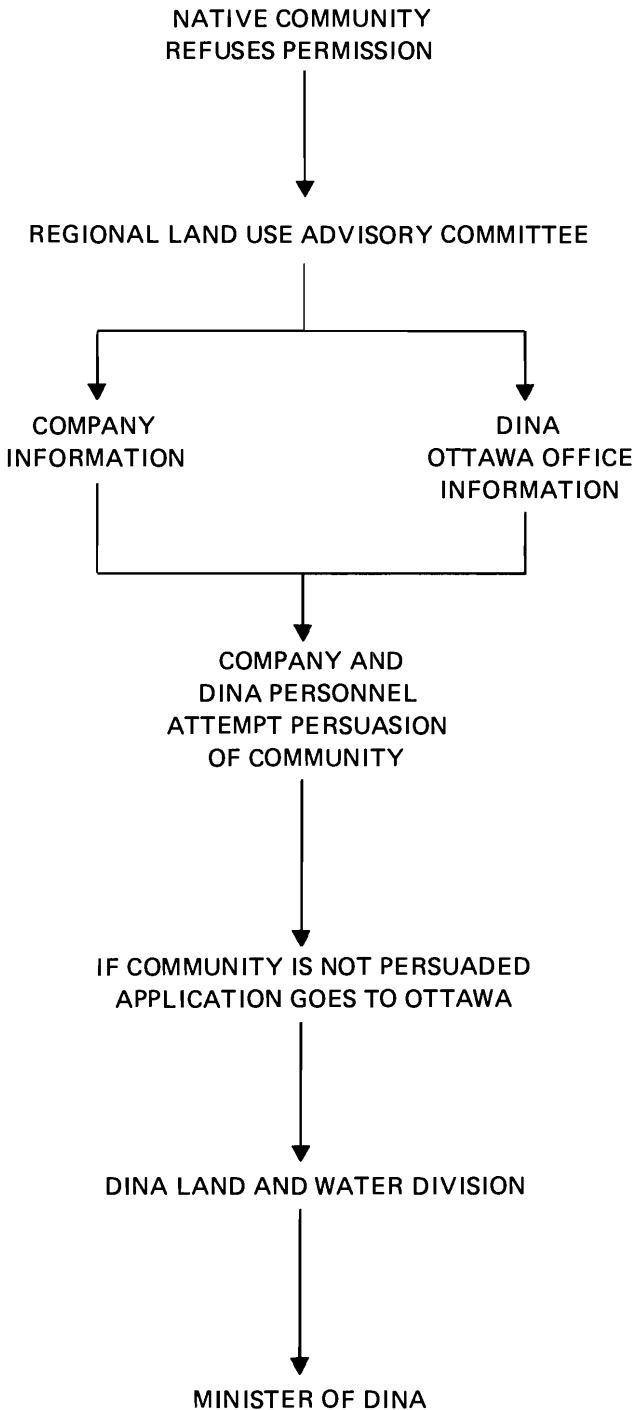 NATIVE COMMUNITY
REFUSES PERMISSION
REGIONAL LAND USE ADVISORY COMMITTEE
COMPANY
INFORMATION
DINA
OTTAWA OFFICE
INFORMATION
COMPANY AND
DINA PERSONNEL
ATTEMPT PERSUASION
OF COMMUNITY
IF COMMUNITY IS NOT PERSUADED
APPLICATION GOES TO OTTAWA
DINA LAND AND WATER DIVISION
MINISTER OF DINA